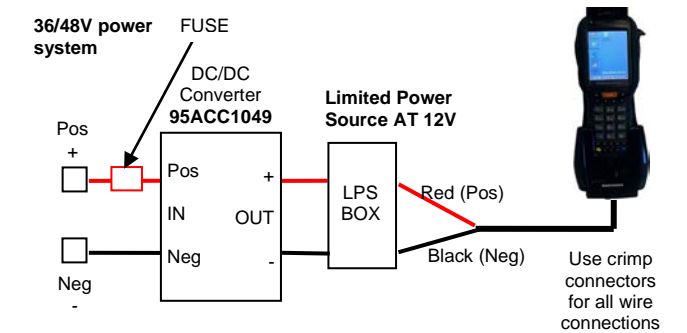 36/48V power
system
FUSE
DC/DC
Converter
95ACC1049
Limited Power
Source AT 12V
Pos
+
Pos
+
IN
OUT
Neg
-
LPS
BOX
Red (Pos)
Black (Neg)
Neg
-
Use crimp
connectors
for all wire
connections